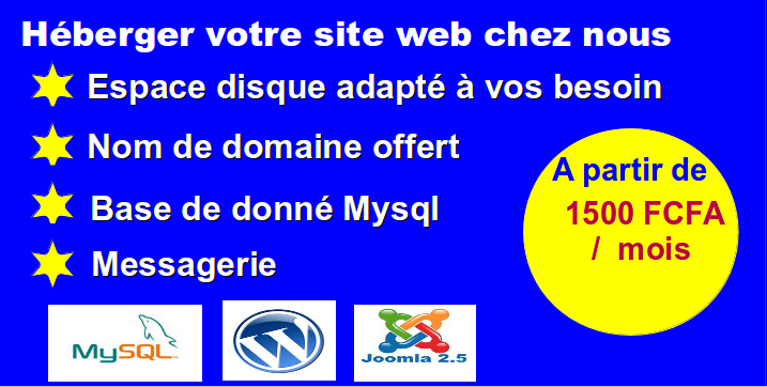 Héberger votre site web chez nous
Espace disque adapté à vos besoin
Nom de domaine offert
Base de donné Mysql
Messagerie
A partir de
1500 FCFA
/ mois
MySQL
W
Joomla 2.5